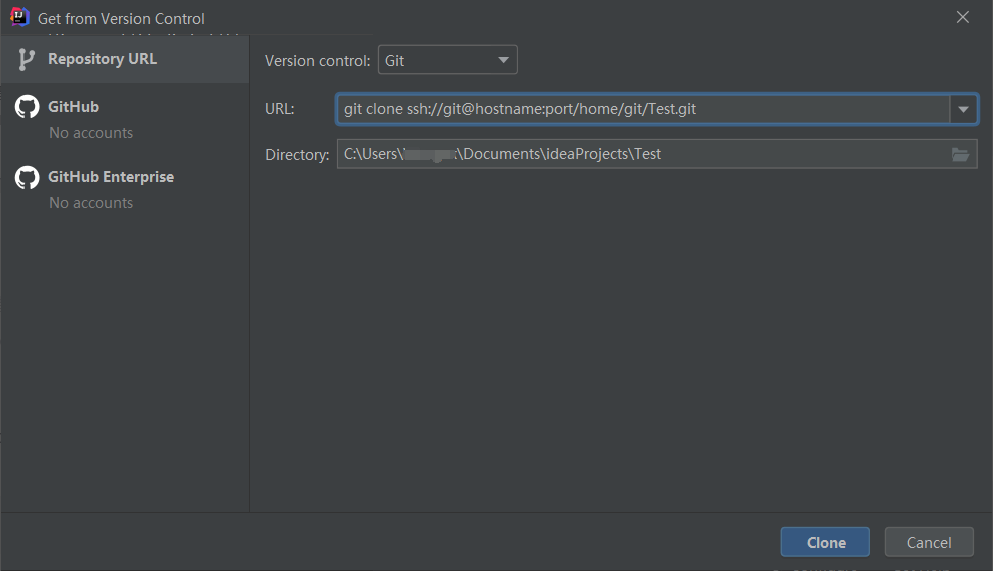 Get from Version Control
Repository URL
GitHub
No accounts
GitHub Enterprise
No accounts
Version control: Git
URL: git clone ssh://git@hostname:port/home/git/Test.git
Directory: C:\Users\ \Documents\ideaProjects\Test
Clone Cancel